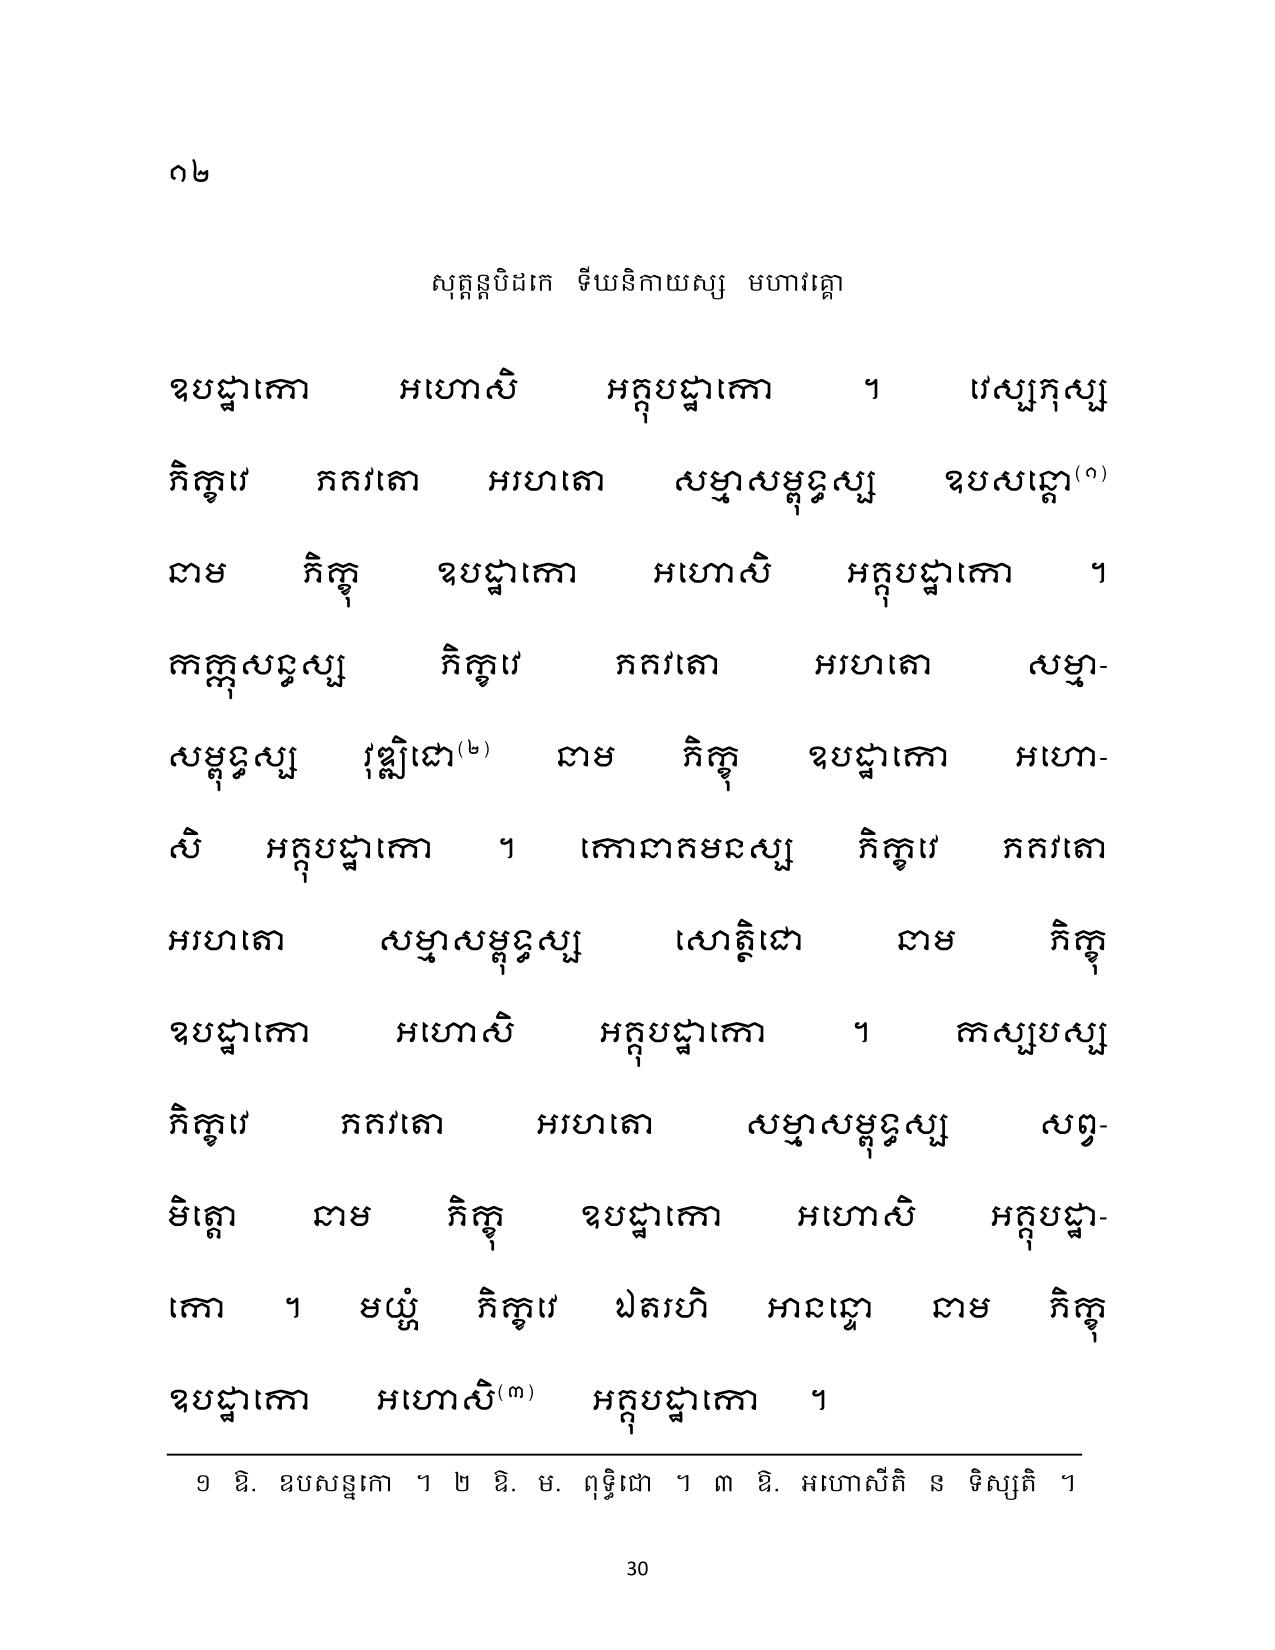 ១២
សុត្តន្តបិដកេ ទីឃនិកាយស្ស មហាវគ្គោ
ឧបដ្ឋាកោ អហោសិ អគ្គុបដ្ឋាកោ ។ វេស្សភុស្ស
ភិក្ខវេ ភគវតោ អរហតោ សម្មាសម្ពុទ្ធស្ស ឧបសន្តោ(១)
នាម ភិក្ខុ ឧបដ្ឋាកោ អហោសិ អគ្គុបដ្ឋាកោ ។
កក្កុសន្ធស្ស ភិក្ខវេ ភគវតោ អរហតោ សម្មា-
សម្ពុទ្ធស្ស វុឌ្ឍិជោ(២) នាម ភិក្ខុ ឧបដ្ឋាកោ អហោ-
សិ អគ្គុបដ្ឋាកោ ។ កោនាគមនស្ស ភិក្ខវេ ភគវតោ
អរហតោ សម្មាសម្ពុទ្ធស្ស សោត្ថិជោ នាម ភិក្ខុ
ឧបដ្ឋាកោ អហោសិ អគ្គុបដ្ឋាកោ ។ កស្សបស្ស
ភិក្ខវេ ភគវតោ អរហតោ សម្មាសម្ពុទ្ធស្ស សព្វ-
មិត្តោ នាម ភិក្ខុ ឧបដ្ឋាកោ អហោសិ អគ្គុបដ្ឋា-
កោ ។ មយ្ហំ ភិក្ខវេ ឯតរហិ អានន្ទោ នាម ភិក្ខុ
ឧបដ្ឋាកោ អហោសិ(៣) អគ្គុបដ្ឋាកោ ។
១ ឱ. ឧបសន្នកោ ។ ២ ឱ. ម. ពុទ្ធិជោ ។ ៣ ឱ. អហោសីតិ ន ទិស្សតិ ។
30